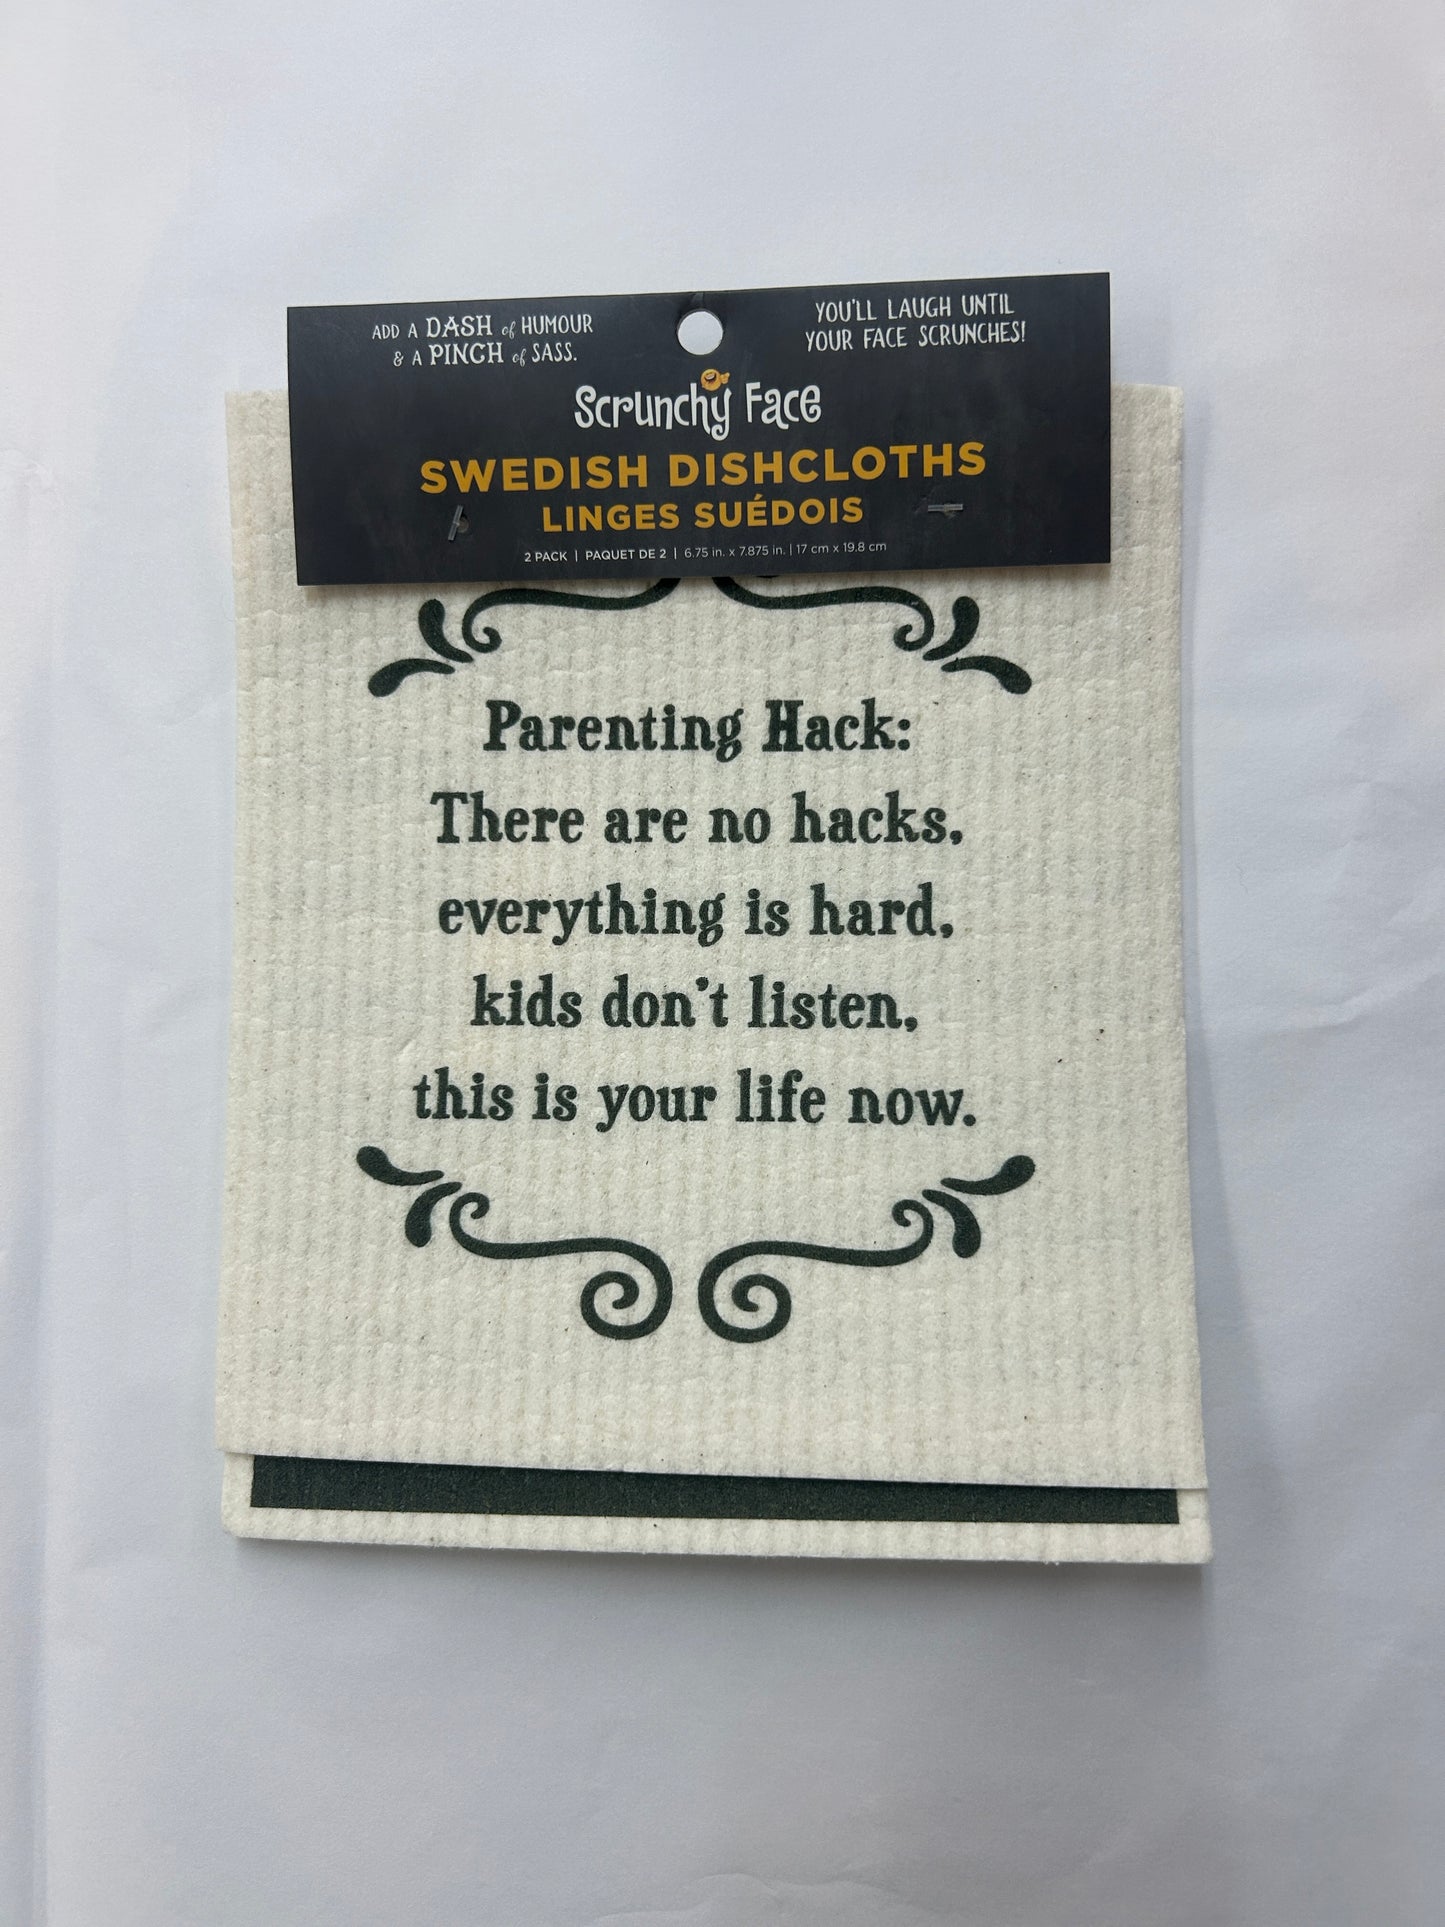 ADD A DASH of HUMOUR
& A PINCH of SASS.
YOU'LL LAUGH UNTIL
YOUR FACE SCRUNCHES!
Scrunchy Face
SWEDISH DISHCLOTHS
LINGES SUÉDOIS
2 PACK | PAQUET DE 2 | 6.75 in. x 7.875 in. | 17 cm x 19.8 cm
Parenting Hack:
There are no hacks,
everything is hard,
kids don't listen,
this is your life now.